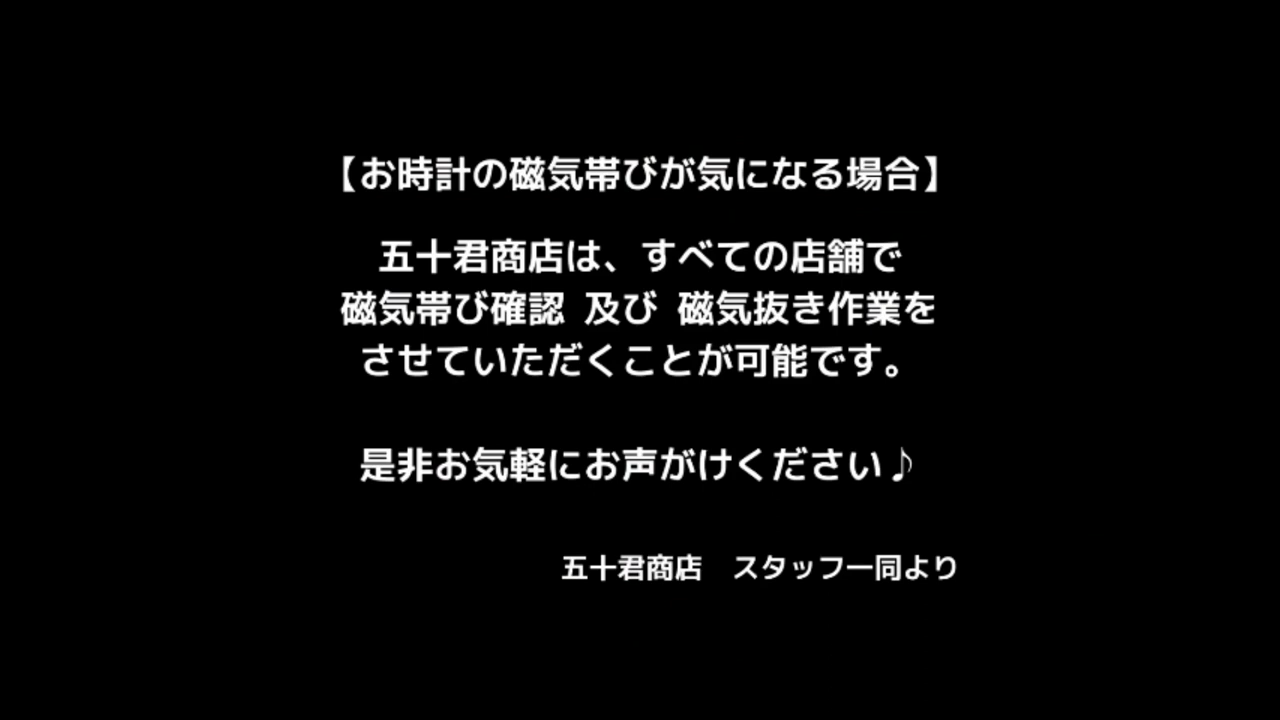 【お時計の磁気帯びが気になる場合】
五十君商店は、すべての店舗で
磁気帯び確認 及び 磁気抜き作業を
させていただくことが可能です。
是非お気軽にお声がけください♪
五十君商店　スタッフ一同より